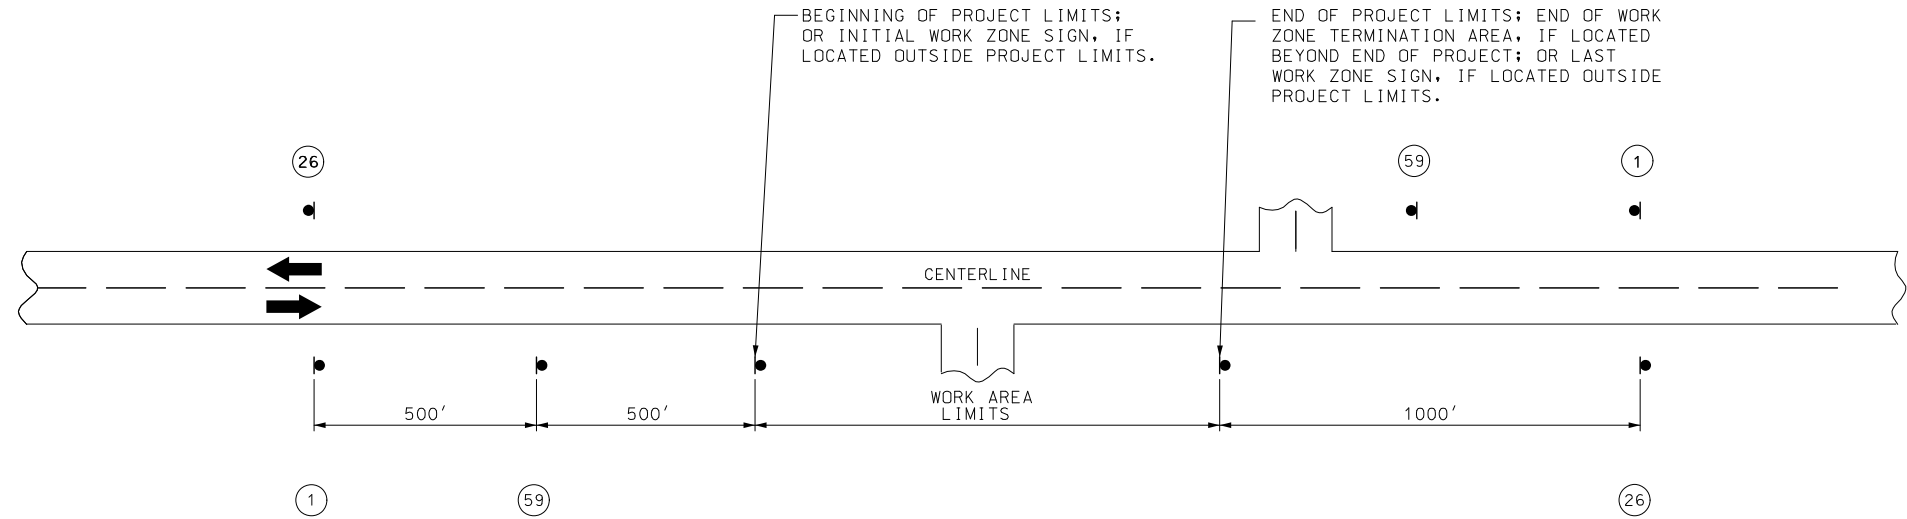 BEGINNING OF PROJECT LIMITS;
OR INITIAL WORK ZONE SIGN, IF
LOCATED OUTSIDE PROJECT LIMITS.
END OF PROJECT LIMITS; END OF WORK
ZONE TERMINATION AREA, IF LOCATED
BEYOND END OF PROJECT; OR LAST
WORK ZONE SIGN, IF LOCATED OUTSIDE
PROJECT LIMITS.
26
59
1
CENTERLINE
WORK AREA
LIMITS
500'
500'
1000'
1
59
26